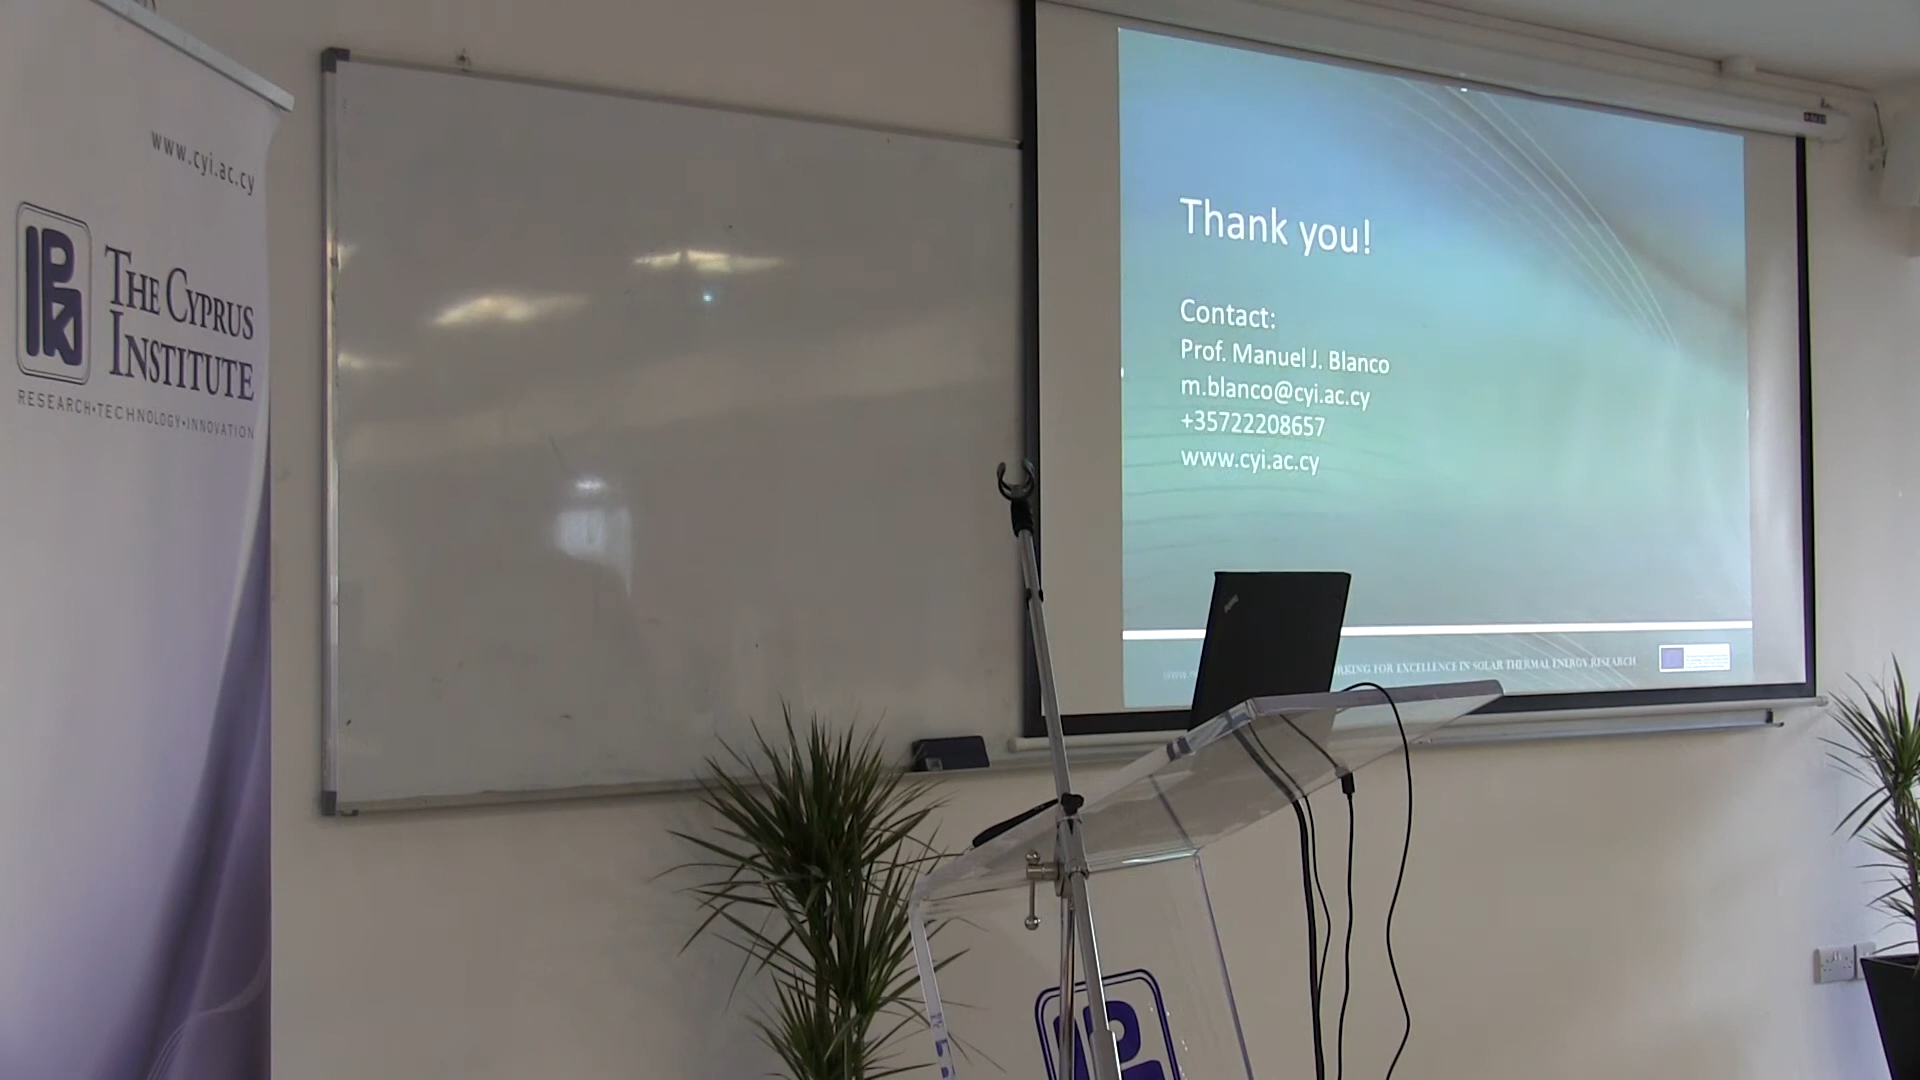 www.cyi.ac.cy
THE CYPRUS
INSTITUTE
RESEARCH•TECHNOLOGY•INNOVATION
Thank you!
Contact:
Prof. Manuel J. Blanco
m.blanco@cyi.ac.cy
+35722208657
www.cyi.ac.cy
FOR EXCELLENCE IN SOLAR THERMAL ENERGY RESEARCH